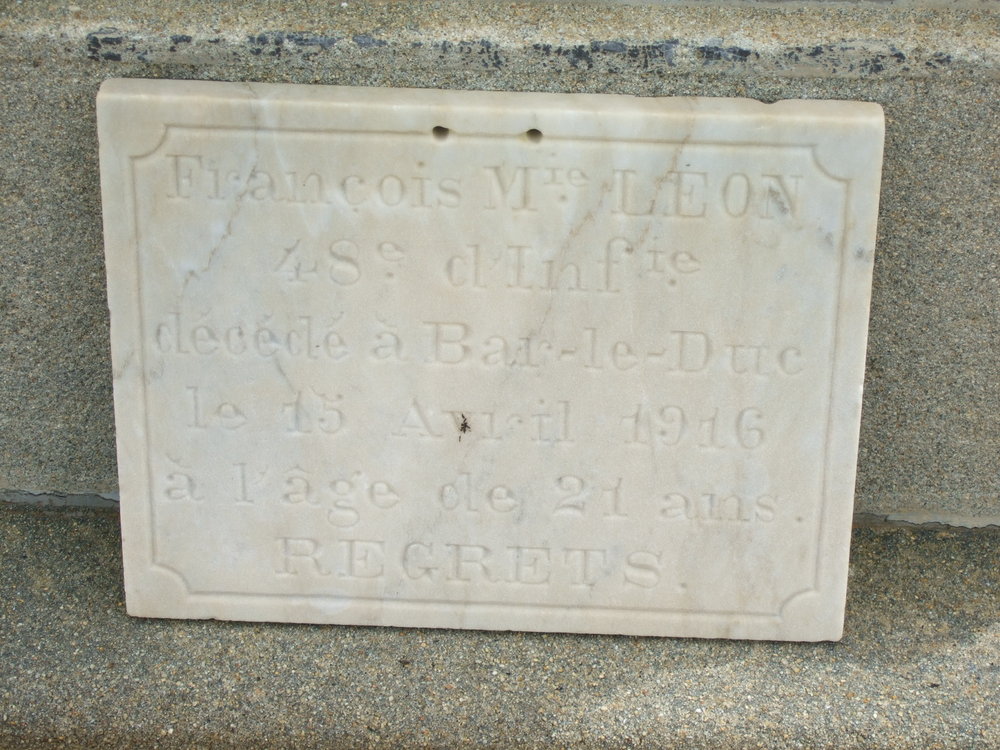 François Mie. LEON
48e d'Infie
décédé à Bar-le-Duc
le 15 Avril 1916
à l'âge de 21 ans.
REGRETS.